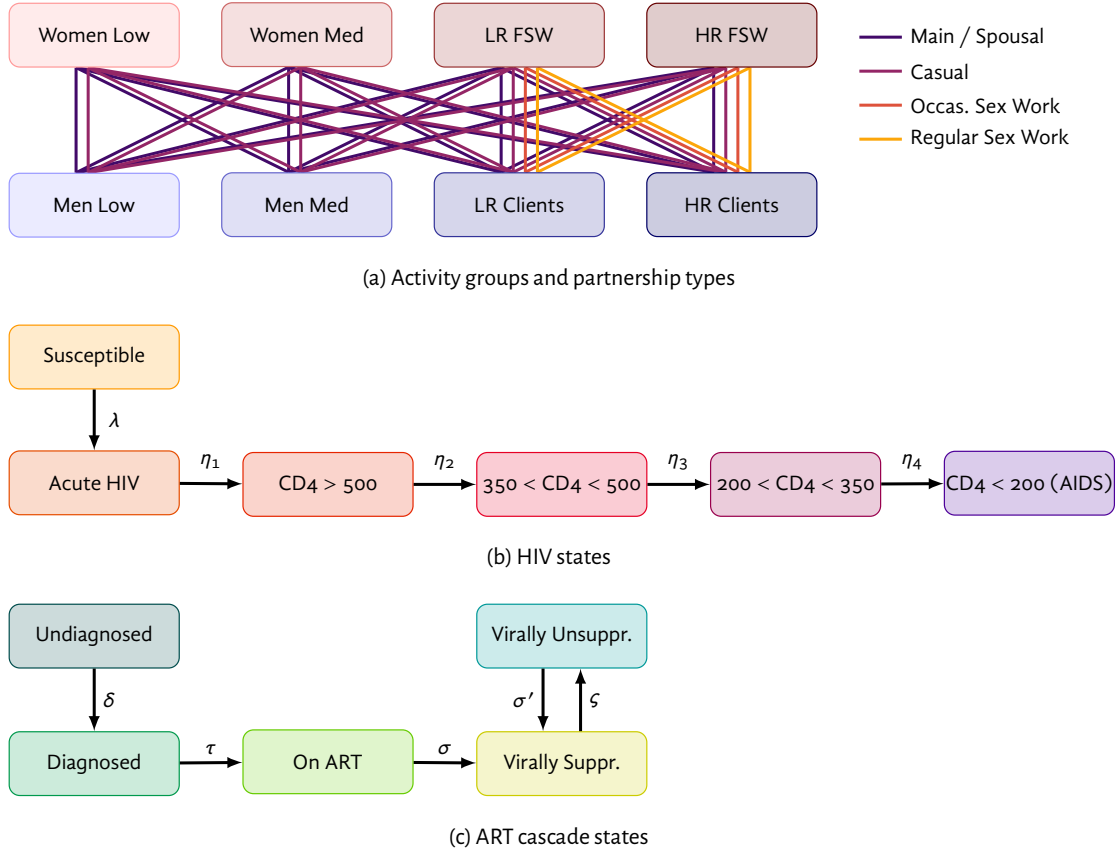 Women Low
Women Med
LR FSW
HR FSW
Main / Spousal
Casual
Occas. Sex Work
Regular Sex Work
Men Low
Men Med
LR Clients
HR Clients
(a) Activity groups and partnership types
Susceptible
λ
Acute HIV
η1
CD4 > 500
η2
350 < CD4 < 500
η3
200 < CD4 < 350
η4
CD4 < 200 (AIDS)
(b) HIV states
Undiagnosed
Virally Unsuppr.
δ
σ′
ς
Diagnosed
τ
On ART
σ
Virally Suppr.
(c) ART cascade states